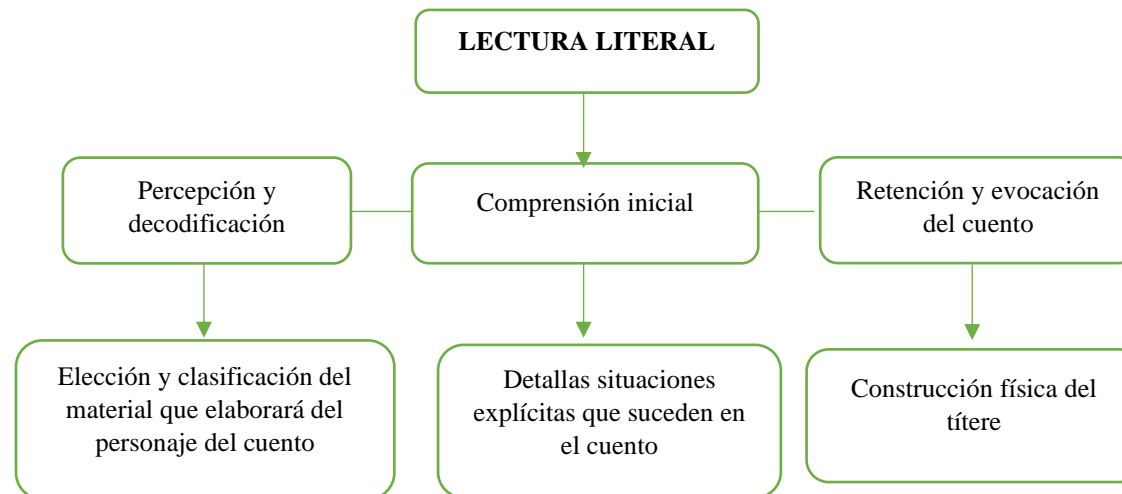 LECTURA LITERAL
Percepción y
decodificación
Comprensión inicial
Retención y evocación
del cuento
Elección y clasificación del
material que elaborará del
personaje del cuento
Detallas situaciones
explícitas que suceden en
el cuento
Construcción física del
títere